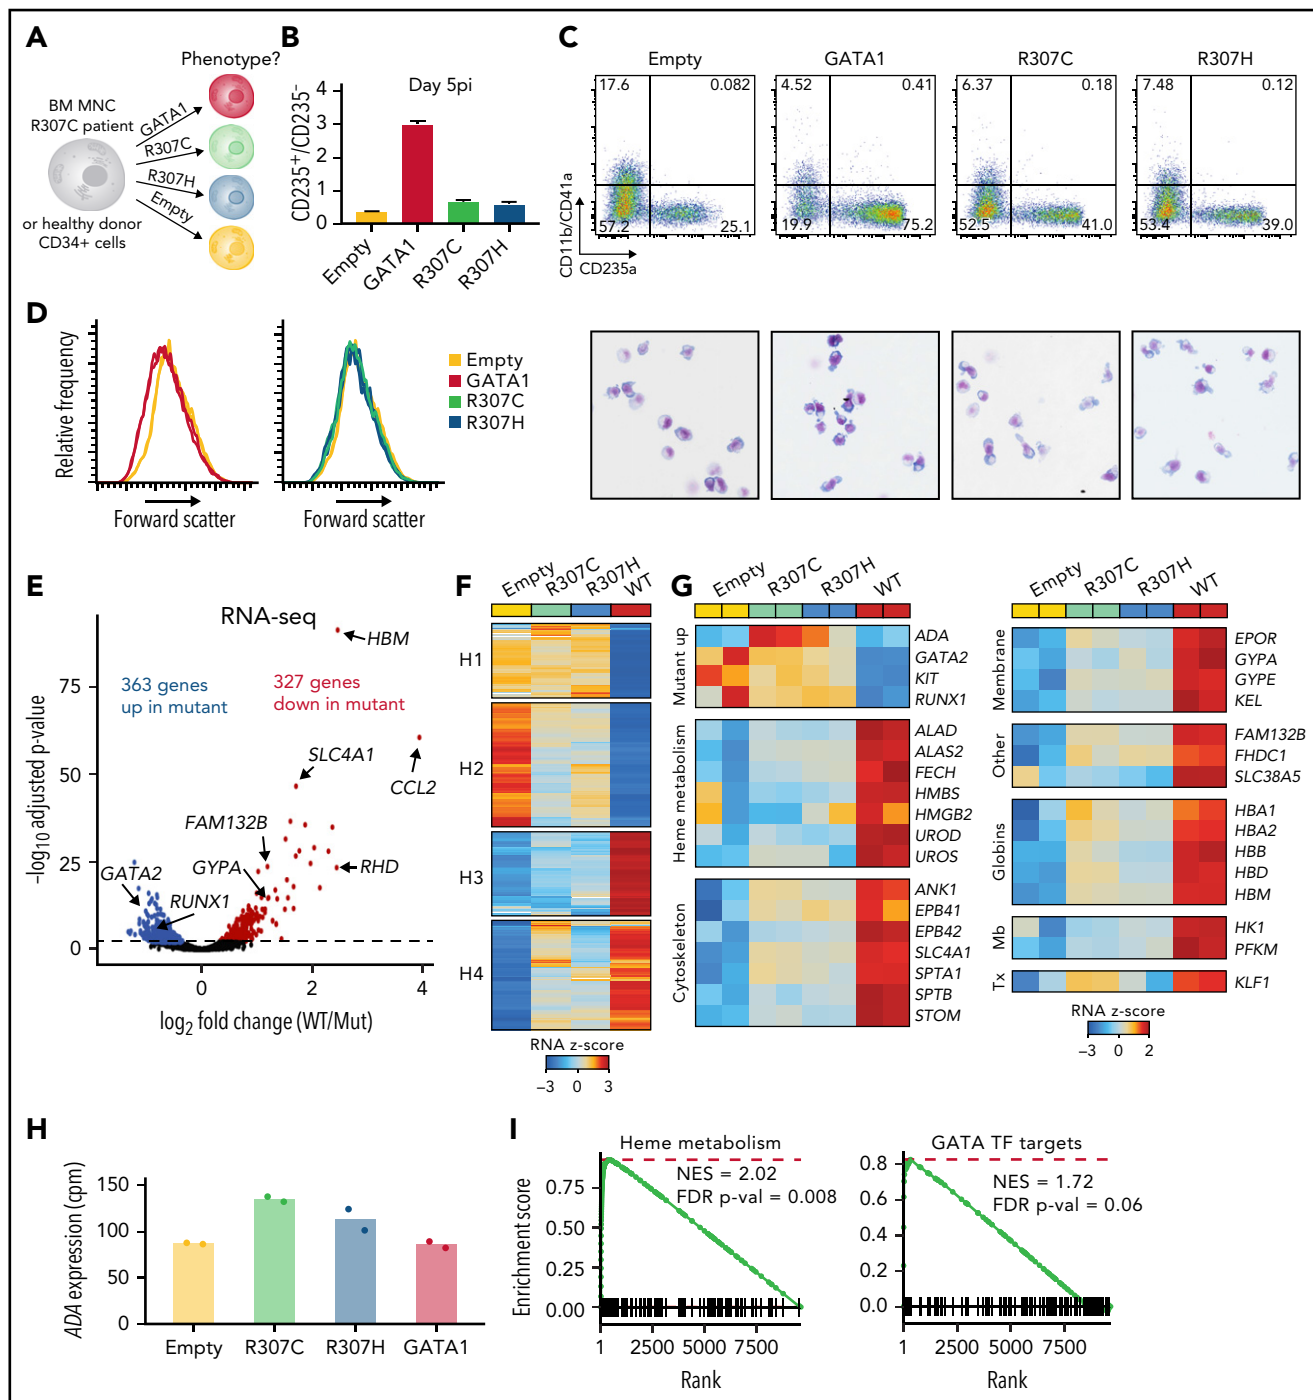 A
Phenotype?
BM MNC
R307C patient
GATA1
R307C
R307H
Empty
or healthy donor
CD34+ cells
B
Day 5pi
CD235+/CD235-
4
3
2
1
0
Empty
GATA1
R307C
R307H
C
Empty
GATA1
R307C
R307H
17.6
0.082
57.2
25.1
4.52
0.41
19.9
75.2
6.37
0.18
52.5
41.0
7.48
0.12
53.4
39.0
CD11b/CD41a
CD235a
D
Relative frequency
Forward scatter
Forward scatter
Empty
GATA1
R307C
R307H
E
RNA-seq
363 genes
up in mutant
327 genes
down in mutant
HBM
SLC4A1
CCL2
FAM132B
GYPA
RHD
GATA2
RUNX1
–log10 adjusted p-value
75
50
25
0
0
2
4
log2 fold change (WT/Mut)
F
Empty
R307C
R307H
WT
H1
H2
H3
H4
RNA z-score
–3
0
3
G
Empty
R307C
R307H
WT
Mutant up
ADA
GATA2
KIT
RUNX1
Heme metabolism
ALAD
ALAS2
FECH
HMBS
HMGB2
UROD
UROS
Cytoskeleton
ANK1
EPB41
EPB42
SLC4A1
SPTA1
SPTB
STOM
Empty
R307C
R307H
WT
Membrane
EPOR
GYPA
GYPE
KEL
Other
FAM132B
FHDC1
SLC38A5
Globins
HBA1
HBA2
HBB
HBD
HBM
Mb
HK1
PFKM
Tx
KLF1
RNA z-score
–3
0
2
H
ADA expression (cpm)
150
100
50
0
Empty
R307C
R307H
GATA1
I
Heme metabolism
NES = 2.02
FDR p-val = 0.008
Enrichment score
0.75
0.50
0.25
0.00
1
2500
5000
7500
Rank
GATA TF targets
NES = 1.72
FDR p-val = 0.06
0.8
0.6
0.4
0.2
0.0
1
2500
5000
7500
Rank